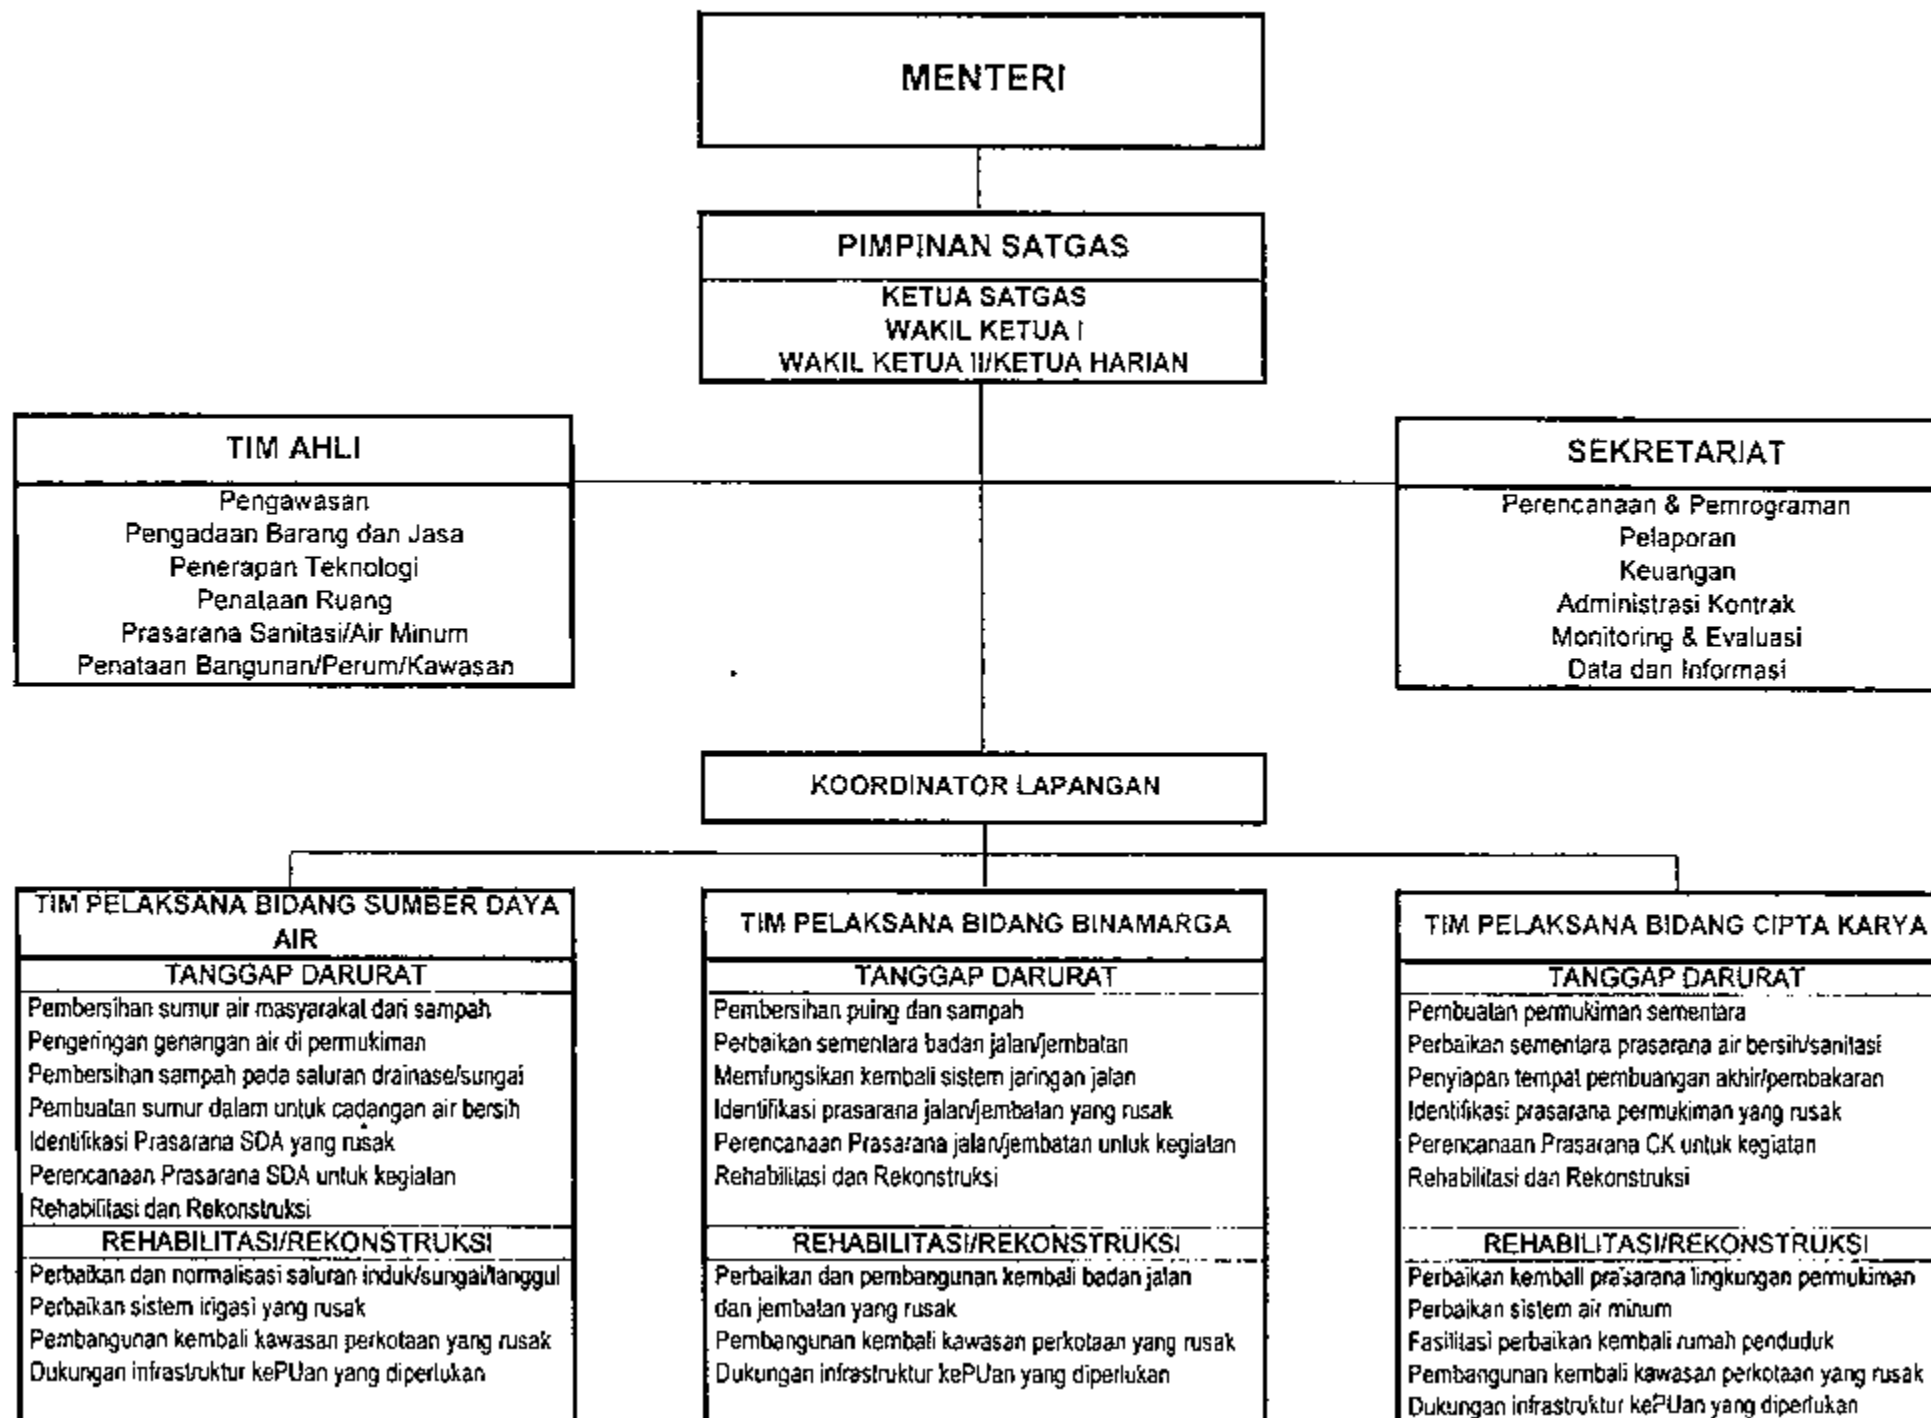 MENTERI
PIMPINAN SATGAS
KETUA SATGAS
WAKIL KETUA I
WAKIL KETUA II/KETUA HARIAN
TIM AHLI
Pengawasan
Pengadaan Barang dan Jasa
Penerapan Teknologi
Penataan Ruang
Prasarana Sanitasi/Air Minum
Penataan Bangunan/Perum/Kawasan
SEKRETARIAT
Perencanaan & Pemrograman
Pelaporan
Keuangan
Administrasi Kontrak
Monitoring & Evaluasi
Data dan Informasi
KOORDINATOR LAPANGAN
TIM PELAKSANA BIDANG SUMBER DAYA
AIR
TANGGAP DARURAT
Pembersihan sumur air masyarakat dari sampah
Pengeringan genangan air di permukiman
Pembersihan sampah pada saluran drainase/sungai
Pembuatan sumur dalam untuk cadangan air bersih
Identifikasi Prasarana SDA yang rusak
Perencanaan Prasarana SDA untuk kegiatan
Rehabilitasi dan Rekonstruksi
REHABILITASI/REKONSTRUKSI
Perbaikan dan normalisasi saluran induk/sungai/tanggul
Perbaikan sistem irigasi yang rusak
Pembangunan kembali kawasan perkotaan yang rusak
Dukungan infrastruktur kePUan yang diperlukan
TIM PELAKSANA BIDANG BINAMARGA
TANGGAP DARURAT
Pembersihan puing dan sampah
Perbaikan sementara badan jalan/jembatan
Memfungsikan kembali sistem jaringan jalan
Identifikasi prasarana jalan/jembatan yang rusak
Perencanaan Prasarana jalan/jembatan untuk kegiatan
Rehabilitasi dan Rekonstruksi
REHABILITASI/REKONSTRUKSI
Perbaikan dan pembangunan kembali badan jalan
dan jembatan yang rusak
Pembangunan kembali kawasan perkotaan yang rusak
Dukungan infrastruktur kePUan yang diperlukan
TIM PELAKSANA BIDANG CIPTA KARYA
TANGGAP DARURAT
Pembuatan permukiman sementara
Perbaikan sementara prasarana air bersih/sanitasi
Penyiapan tempat pembuangan akhir/pembakaran
Identifikasi prasarana permukiman yang rusak
Perencanaan Prasarana CK untuk kegiatan
Rehabilitasi dan Rekonstruksi
REHABILITASI/REKONSTRUKSI
Perbaikan kembali prasarana lingkungan permukiman
Perbaikan sistem air minum
Fasilitasi perbaikan kembali rumah penduduk
Pembangunan kembali kawasan perkotaan yang rusak
Dukungan infrastruktur kePUan yang diperlukan